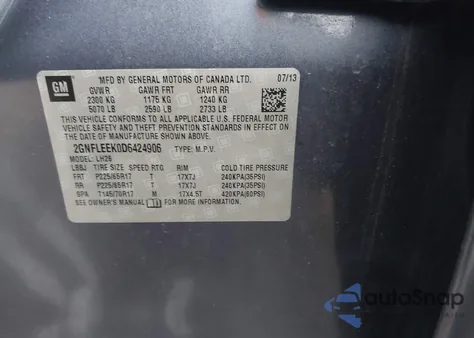 GM
MFD BY GENERAL MOTORS OF CANADA LTD. 07/13
GVWR GAWR FRT GAWR RR
2300 KG 1175 KG 1240 KG
5070 LB 2590 LB 2733 LB
THIS VEHICLE CONFORMS TO ALL APPLICABLE U.S. FEDERAL MOTOR
VEHICLE SAFETY AND THEFT PREVENTION STANDARDS IN EFFECT ON THE
DATE OF MANUFACTURE SHOWN ABOVE.
2GNFLEEK0D6424906 TYPE: M.P.V.
MODEL: LH26
LBBJ TIRE SIZE SPEED RTG RIM COLD TIRE PRESSURE
FRT P225/65R17 T 17X7J 240KPA(35PSI)
RR P225/65R17 T 17X7J 240KPA(35PSI)
SPA T145/70R17 M 17X4.5T 420KPA(60PSI)
SEE OWNER'S MANUAL FOR MORE INFORMATION.
autoSnap